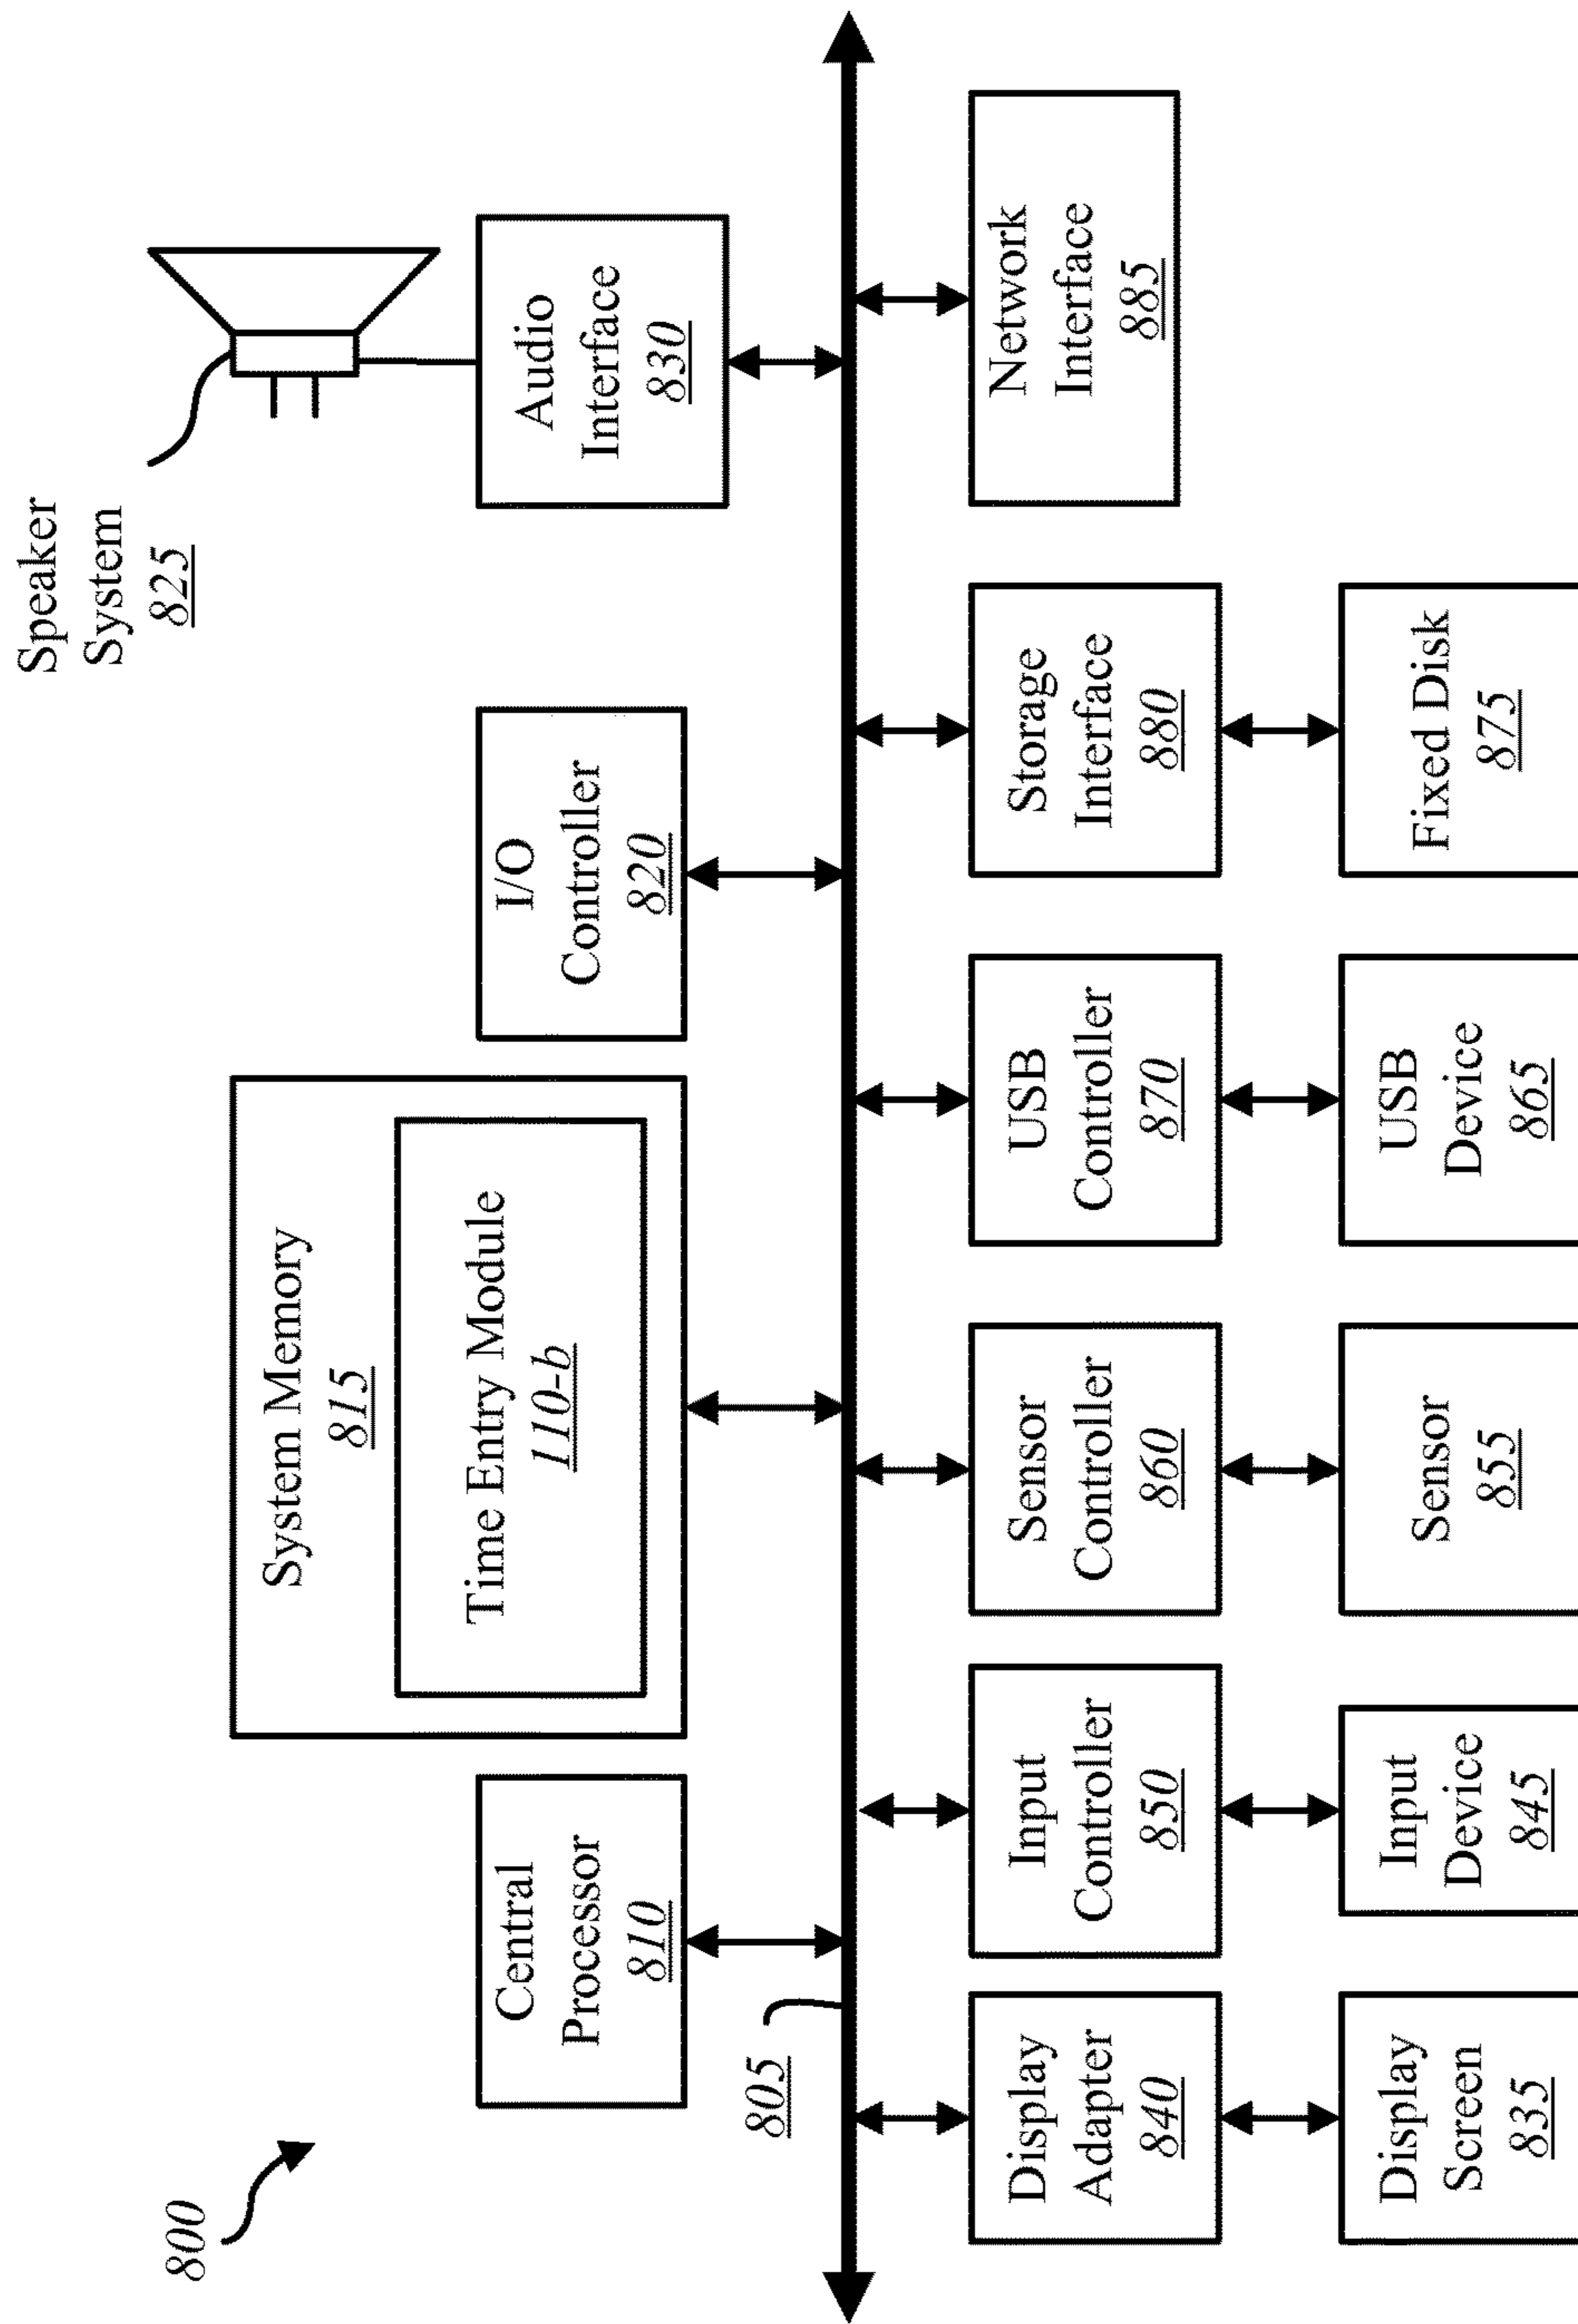 800
Speaker
System
825
System Memory
815
Time Entry Module
110-b
Central
Processor
810
I/O
Controller
820
Audio
Interface
830
805
Display
Adapter
840
Input
Controller
850
Sensor
Controller
860
USB
Controller
870
Storage
Interface
880
Network
Interface
885
Display
Screen
835
Input
Device
845
Sensor
855
USB
Device
865
Fixed Disk
875